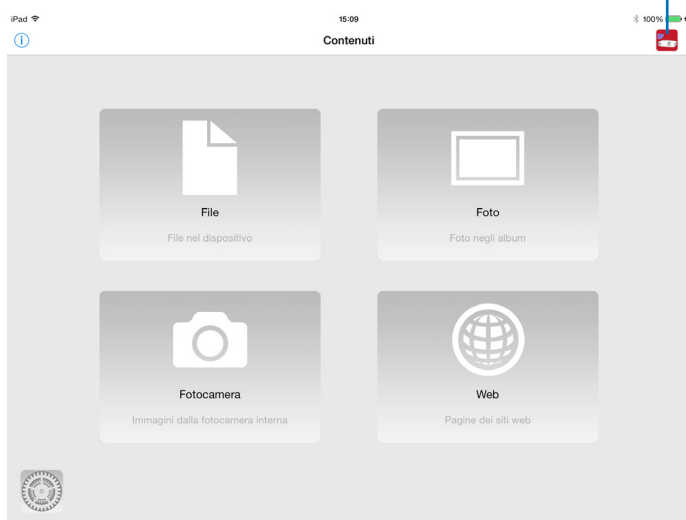 iPad 15:09 100%
Contenuti
File
File nel dispositivo
Foto
Foto negli album
Fotocamera
Immagini dalla fotocamera interna
Web
Pagine dei siti web